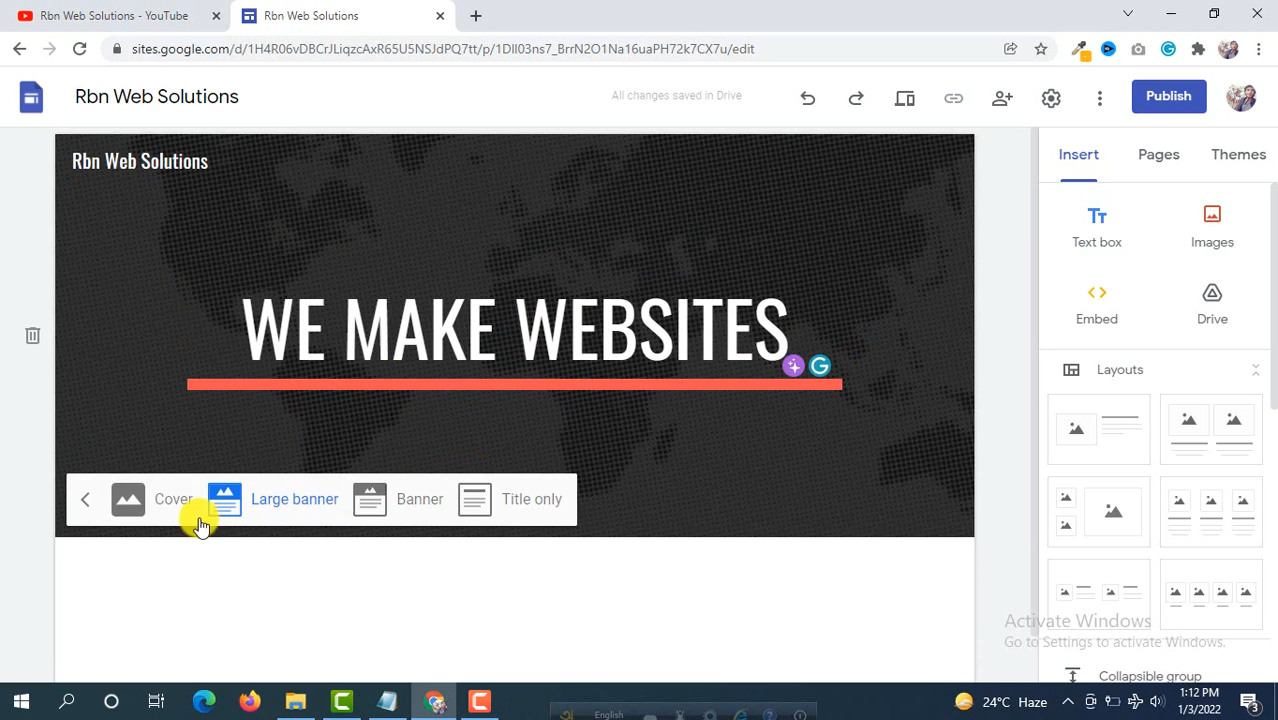 Rbn Web Solutions - YouTube
Rbn Web Solutions
sites.google.com/d/1H4R06vDBCrJLiqzcAxR65U5NSJdPQ7tt/p/1Dll03ns7_BrrN2O1Na16uaPH72k7CX7u/edit
Rbn Web Solutions
All changes saved in Drive
Publish
Rbn Web Solutions
WE MAKE WEBSITES
Cover
Large banner
Banner
Title only
Insert
Pages
Themes
Text box
Images
Embed
Drive
Layouts
Collapsible group
Activate Windows
Go to Settings to activate Windows.
English
24°C Haze
1:12 PM
1/3/2022
3